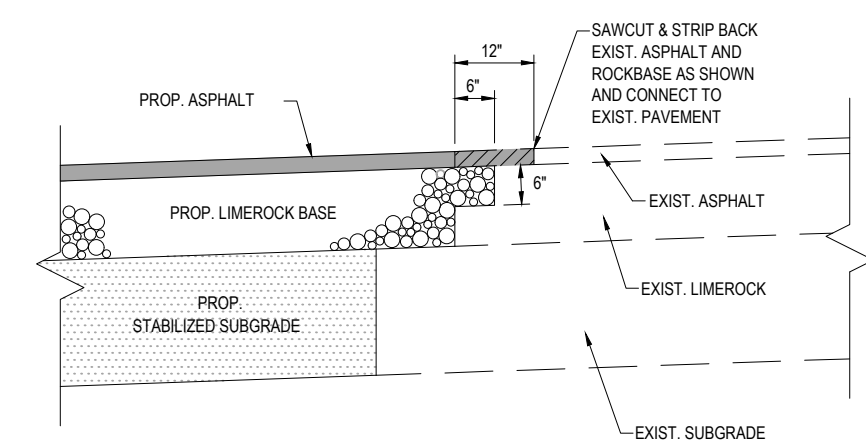 SAWCUT & STRIP BACK
EXIST. ASPHALT AND
ROCKBASE AS SHOWN
AND CONNECT TO
EXIST. PAVEMENT
12"
6"
PROP. ASPHALT
6"
EXIST. ASPHALT
PROP. LIMEROCK BASE
EXIST. LIMEROCK
PROP.
STABILIZED SUBGRADE
EXIST. SUBGRADE